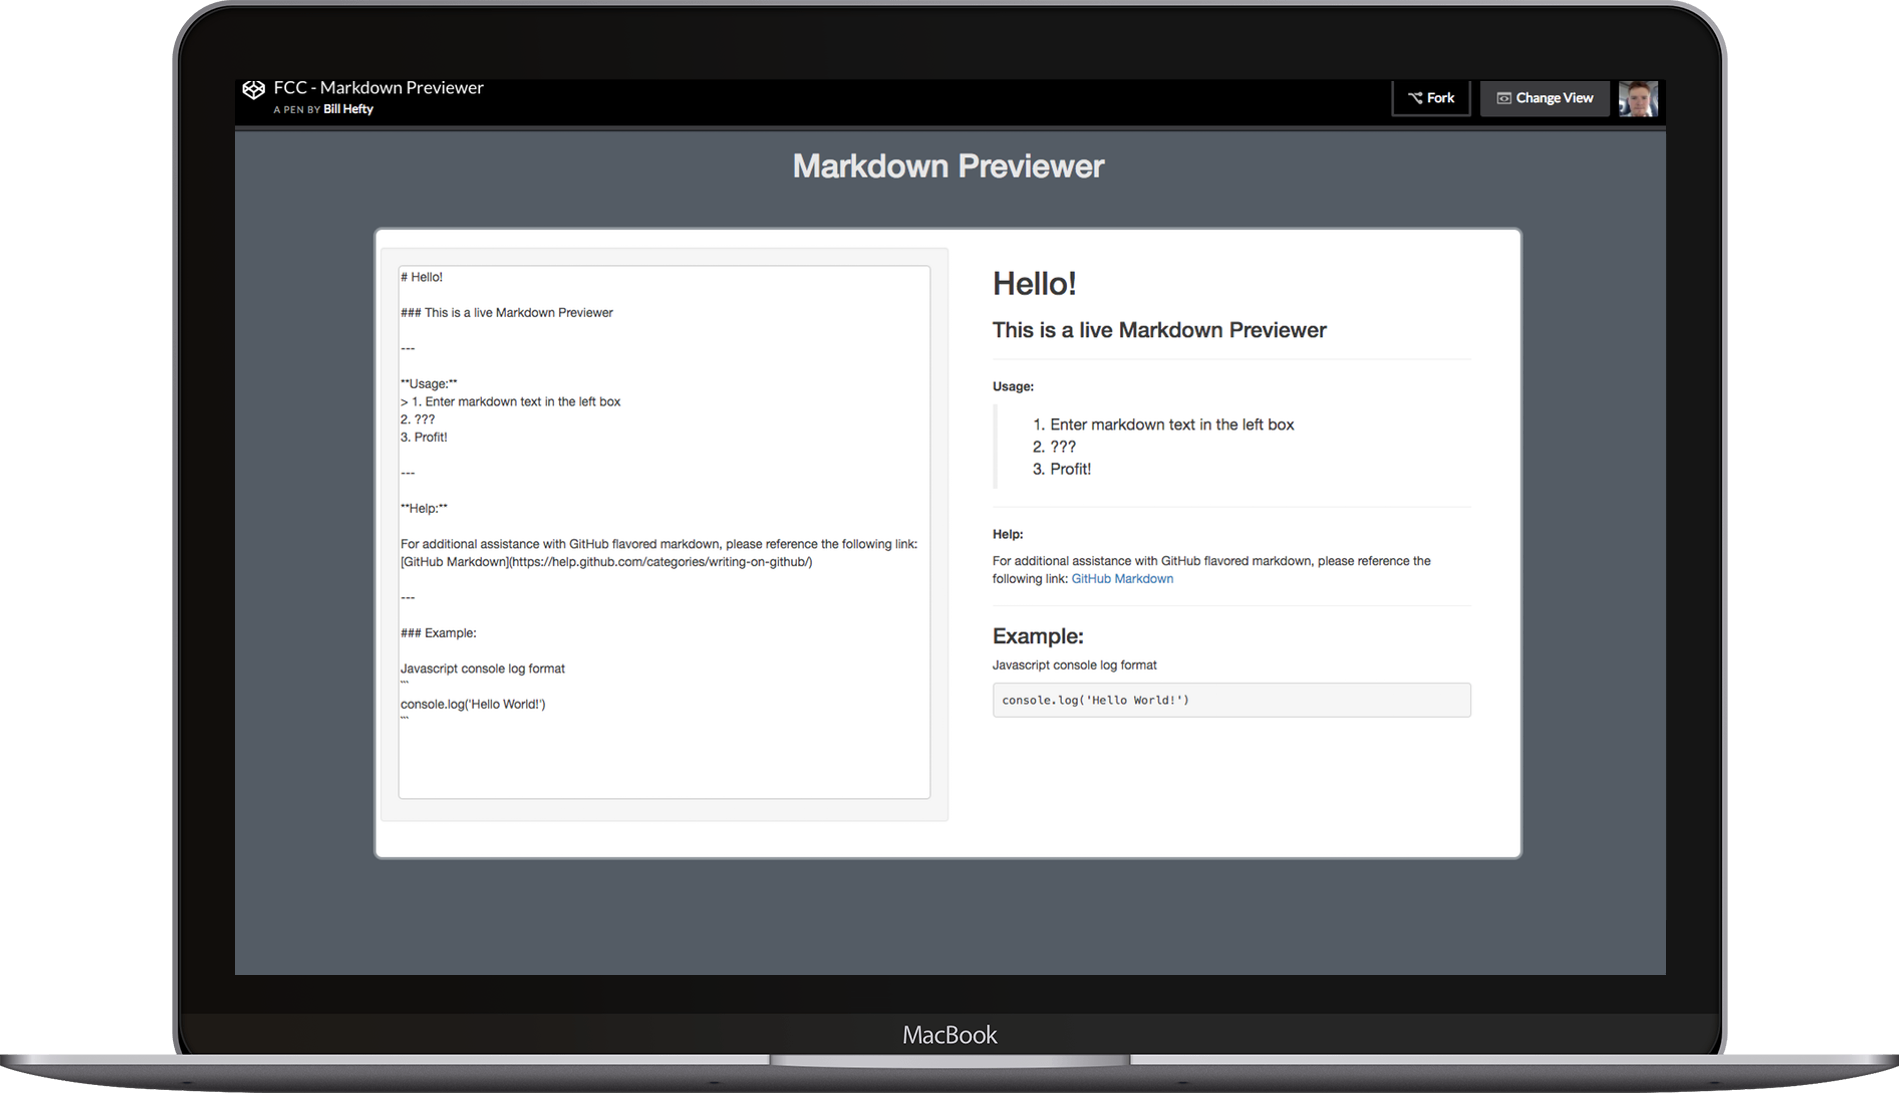 FCC - Markdown Previewer
A PEN BY Bill Hefty
Fork
Change View
Markdown Previewer
# Hello!
### This is a live Markdown Previewer
---
**Usage:**
> 1. Enter markdown text in the left box
2. ???
3. Profit!
---
**Help:**
For additional assistance with GitHub flavored markdown, please reference the following link:
[GitHub Markdown](https://help.github.com/categories/writing-on-github/)
---
### Example:
Javascript console log format
```
console.log('Hello World!')
```
Hello!
This is a live Markdown Previewer
Usage:
1. Enter markdown text in the left box
2. ???
3. Profit!
Help:
For additional assistance with GitHub flavored markdown, please reference the
following link: GitHub Markdown
Example:
Javascript console log format
console.log('Hello World!')
MacBook